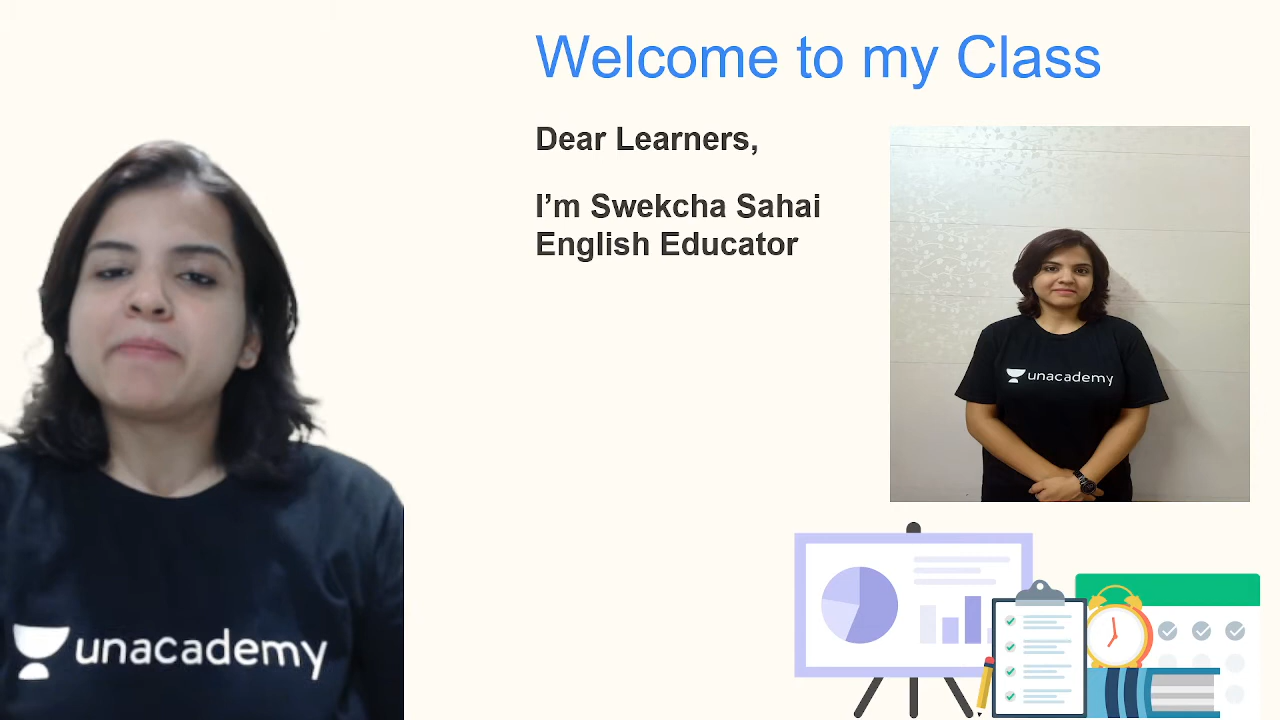 Welcome to my Class
Dear Learners,
I’m Swekcha Sahai
English Educator
unacademy
unacademy